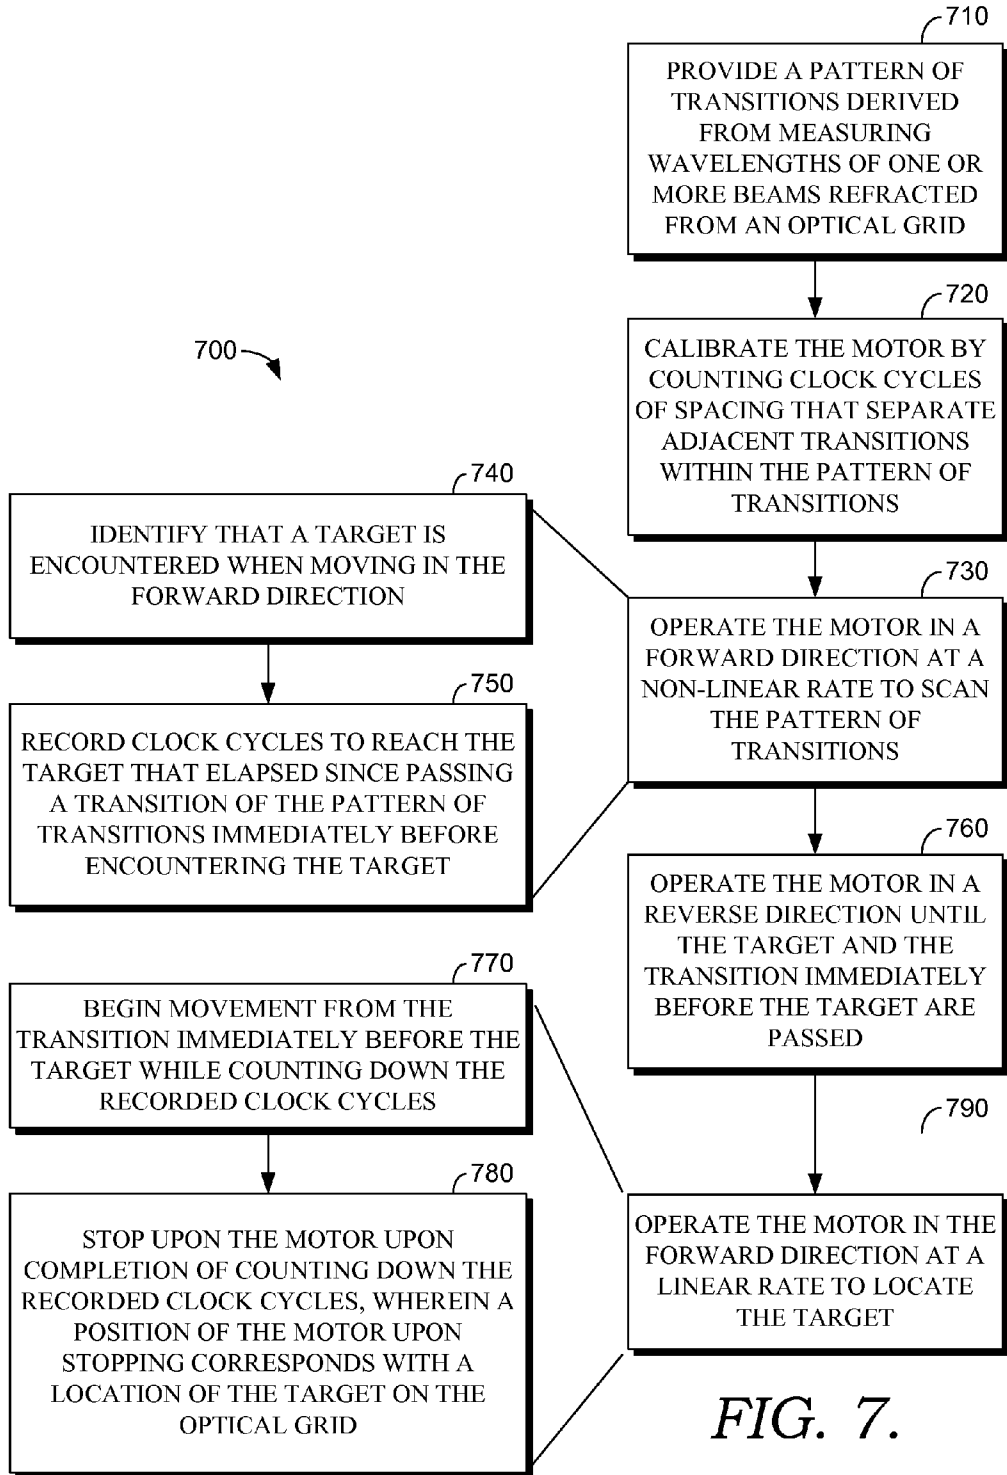 710
PROVIDE A PATTERN OF
TRANSITIONS DERIVED
FROM MEASURING
WAVELENGTHS OF ONE OR
MORE BEAMS REFRACTED
FROM AN OPTICAL GRID
720
CALIBRATE THE MOTOR BY
COUNTING CLOCK CYCLES
OF SPACING THAT SEPARATE
ADJACENT TRANSITIONS
WITHIN THE PATTERN OF
TRANSITIONS
700
730
OPERATE THE MOTOR IN A
FORWARD DIRECTION AT A
NON-LINEAR RATE TO SCAN
THE PATTERN OF
TRANSITIONS
740
IDENTIFY THAT A TARGET IS
ENCOUNTERED WHEN MOVING IN THE
FORWARD DIRECTION
750
RECORD CLOCK CYCLES TO REACH THE
TARGET THAT ELAPSED SINCE PASSING
A TRANSITION OF THE PATTERN OF
TRANSITIONS IMMEDIATELY BEFORE
ENCOUNTERING THE TARGET
760
OPERATE THE MOTOR IN A
REVERSE DIRECTION UNTIL
THE TARGET AND THE
TRANSITION IMMEDIATELY
BEFORE THE TARGET ARE
PASSED
770
BEGIN MOVEMENT FROM THE
TRANSITION IMMEDIATELY BEFORE THE
TARGET WHILE COUNTING DOWN THE
RECORDED CLOCK CYCLES
780
STOP UPON THE MOTOR UPON
COMPLETION OF COUNTING DOWN THE
RECORDED CLOCK CYCLES, WHEREIN A
POSITION OF THE MOTOR UPON
STOPPING CORRESPONDS WITH A
LOCATION OF THE TARGET ON THE
OPTICAL GRID
790
OPERATE THE MOTOR IN THE
FORWARD DIRECTION AT A
LINEAR RATE TO LOCATE
THE TARGET
FIG. 7.